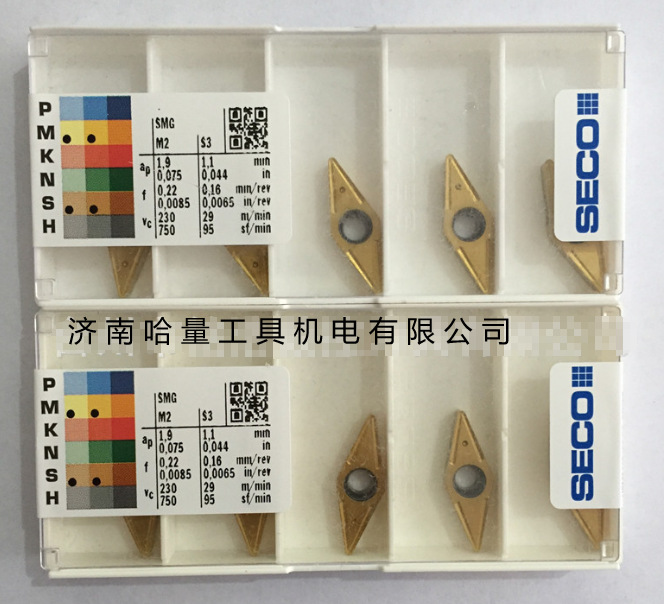 P
M
K
N
S
H
SMG
M2 S3
ap 1,9 1,1 mm
0,075 0,044 in
f 0,22 0,16 mm/rev
0,0085 0,0065 in/rev
vc 230 29 m/min
750 95 sf/min
SECO
济南哈量工具机电有限公司
P
M
K
N
S
H
SMG
M2 S3
ap 1,9 1,1 mm
0,075 0,044 in
f 0,22 0,16 mm/rev
0,0085 0,0065 in/rev
vc 230 29 m/min
750 95 sf/min
SECO